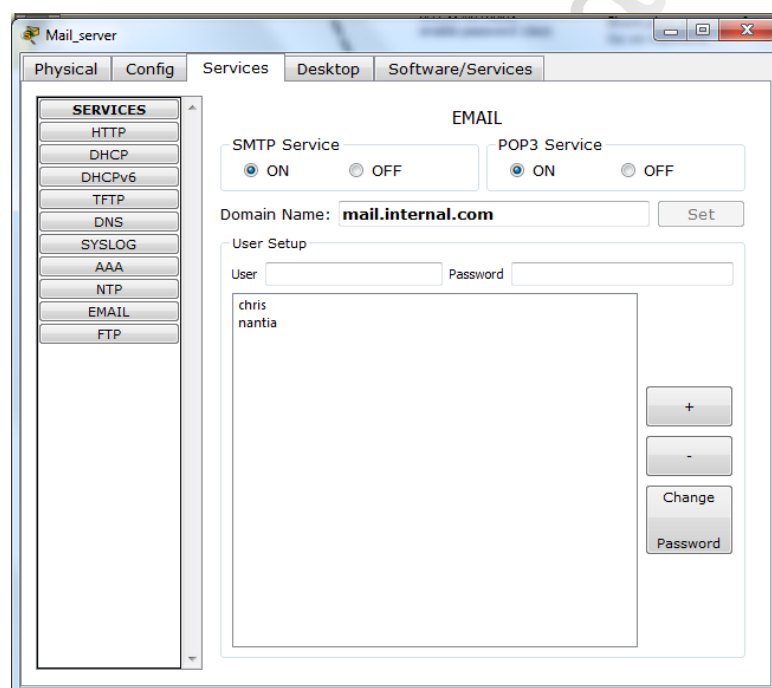 Mail_server
Physical Config Services Desktop Software/Services
SERVICES
HTTP
DHCP
DHCPv6
TFTP
DNS
SYSLOG
AAA
NTP
EMAIL
FTP
EMAIL
SMTP Service
ON OFF
POP3 Service
ON OFF
Domain Name: mail.internal.com Set
User Setup
User Password
chris
nantia
+
-
Change
Password